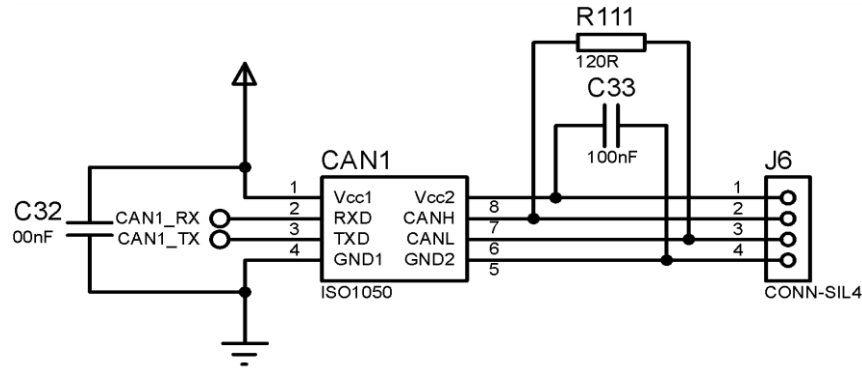 R111
120R
C33
100nF
CAN1
J6
1 Vcc1 Vcc2 8 1
C32 CAN1_RX 2 RXD CANH 7 2
00nF CAN1_TX 3 TXD CANL 6 3
4 GND1 GND2 5 4
ISO1050
CONN-SIL4